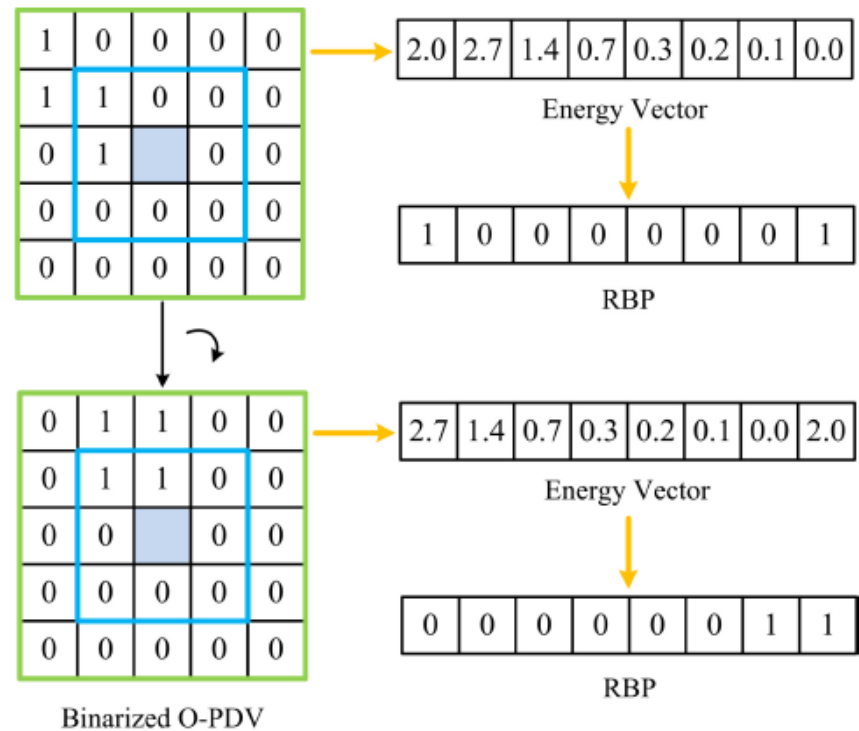 1 0 0 0 0
1 1 0 0 0
0 1 0 0
0 0 0 0 0
0 0 0 0 0
2.0 2.7 1.4 0.7 0.3 0.2 0.1 0.0
Energy Vector
1 0 0 0 0 0 0 1
RBP
0 1 1 0 0
0 1 1 0 0
0 0 0 0
0 0 0 0 0
0 0 0 0 0
Binarized O-PDV
2.7 1.4 0.7 0.3 0.2 0.1 0.0 2.0
Energy Vector
0 0 0 0 0 0 1 1
RBP